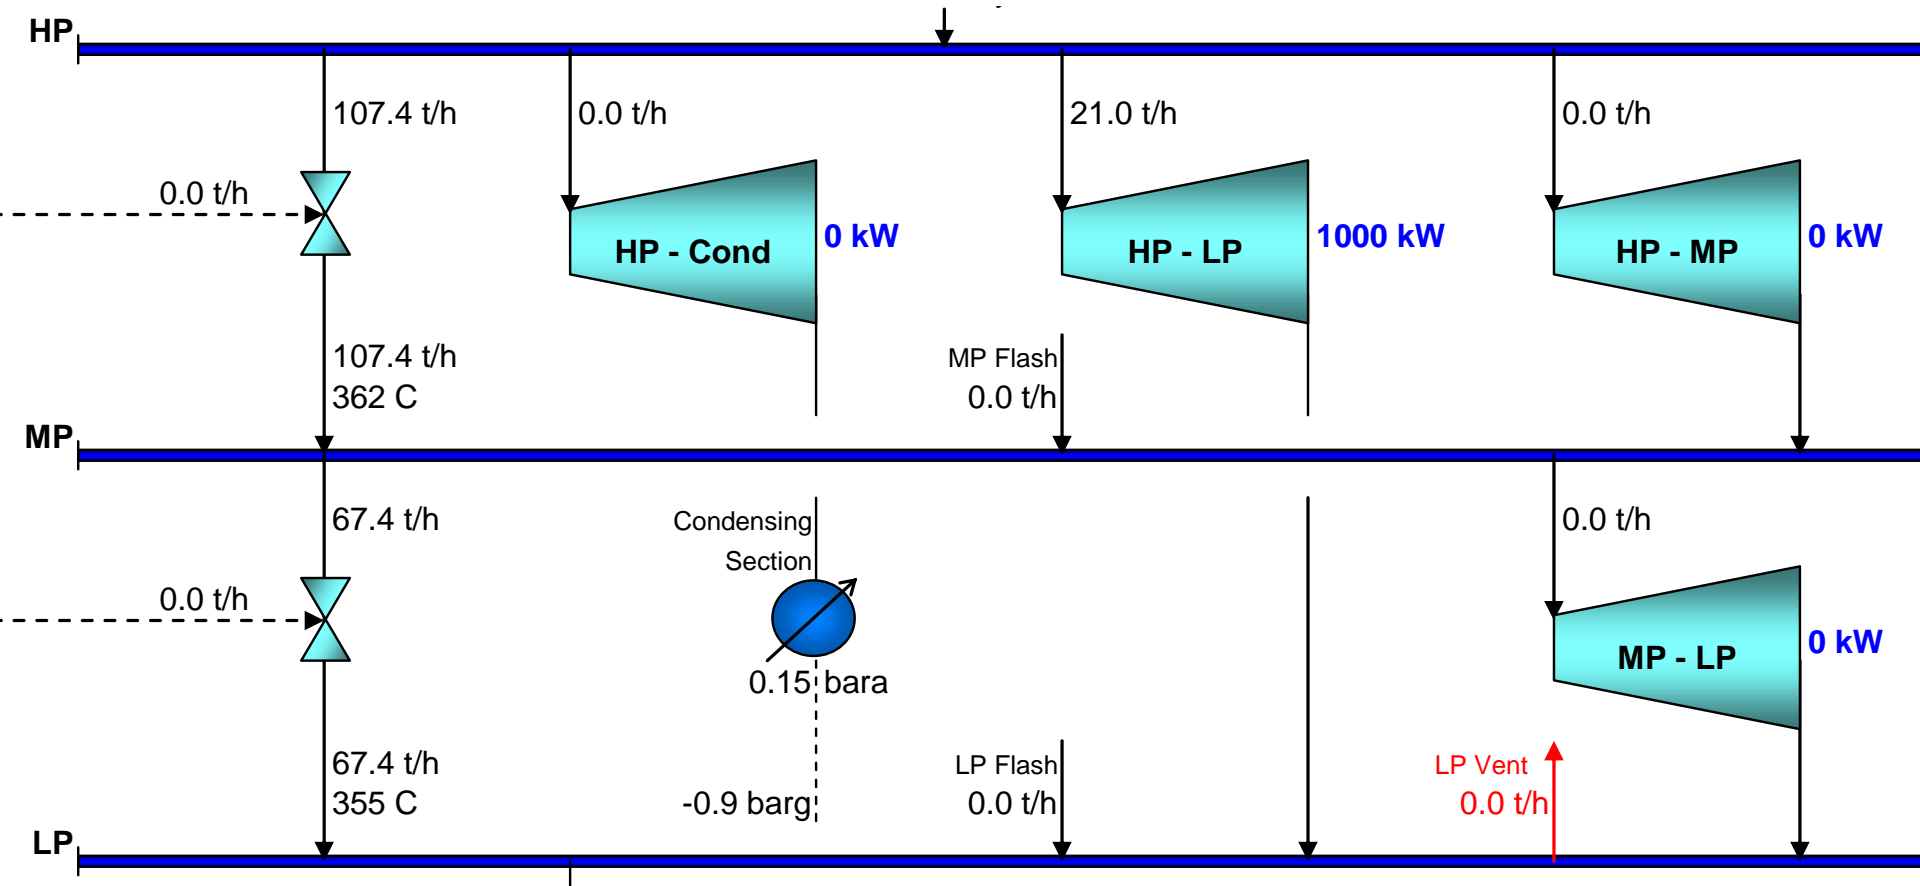 HP
107.4 t/h
0.0 t/h
21.0 t/h
0.0 t/h
0.0 t/h
HP - Cond
0 kW
HP - LP
1000 kW
HP - MP
0 kW
107.4 t/h
362 C
MP Flash
0.0 t/h
MP
67.4 t/h
Condensing
Section
0.0 t/h
0.0 t/h
0.15 bara
MP - LP
0 kW
67.4 t/h
355 C
-0.9 barg
LP Flash
0.0 t/h
LP Vent
0.0 t/h
LP